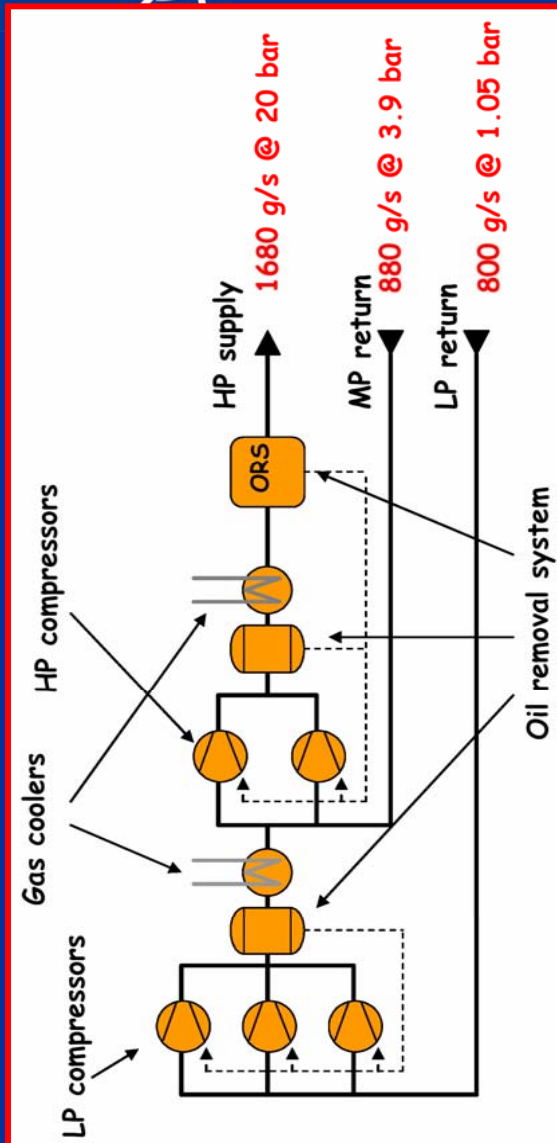 LP compressors
Gas coolers
HP compressors
ORS
HP supply
1680 g/s @ 20 bar
MP return
880 g/s @ 3.9 bar
LP return
800 g/s @ 1.05 bar
Oil removal system